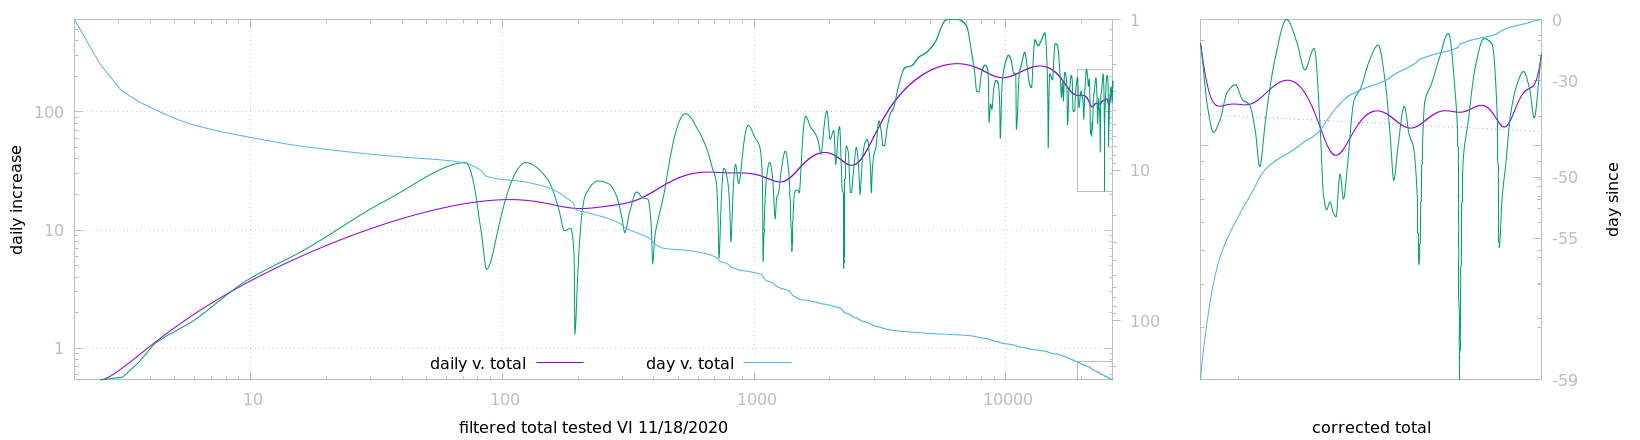 daily increase
100
10
1
10
100
1000
10000
daily v. total
day v. total
filtered total tested VI 11/18/2020
1
10
100
0
-30
-50
-55
-59
day since
corrected total